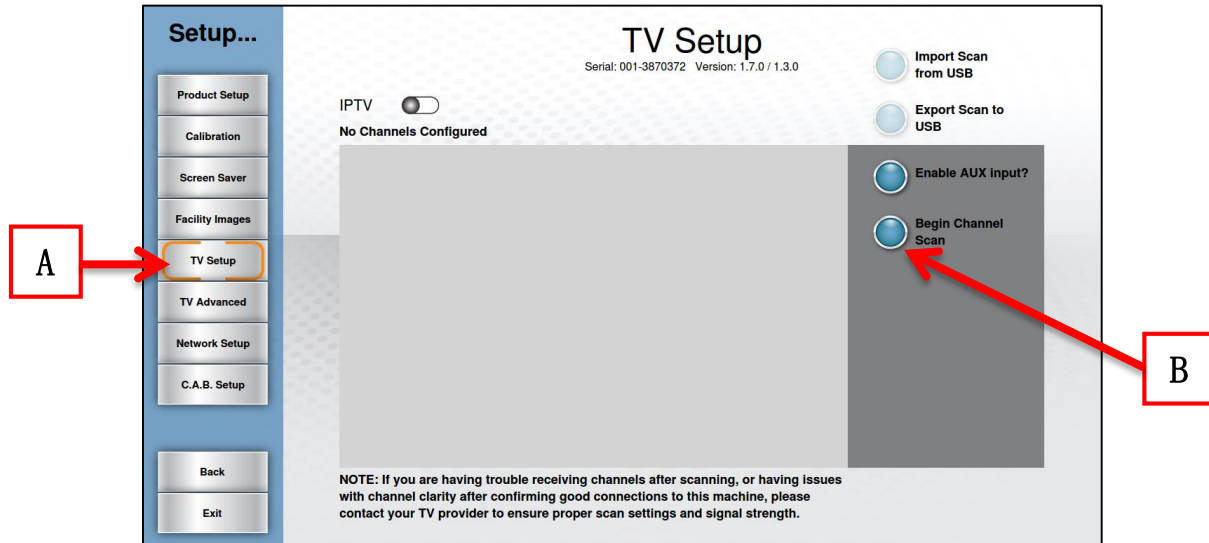 Setup...
Product Setup
Calibration
Screen Saver
Facility Images
TV Setup
TV Advanced
Network Setup
C.A.B. Setup
Back
Exit
A
TV Setup
Serial: 001-3870372 Version: 1.7.0 / 1.3.0
IPTV
No Channels Configured
Import Scan
from USB
Export Scan to
USB
Enable AUX input?
Begin Channel
Scan
B
NOTE: If you are having trouble receiving channels after scanning, or having issues
with channel clarity after confirming good connections to this machine, please
contact your TV provider to ensure proper scan settings and signal strength.